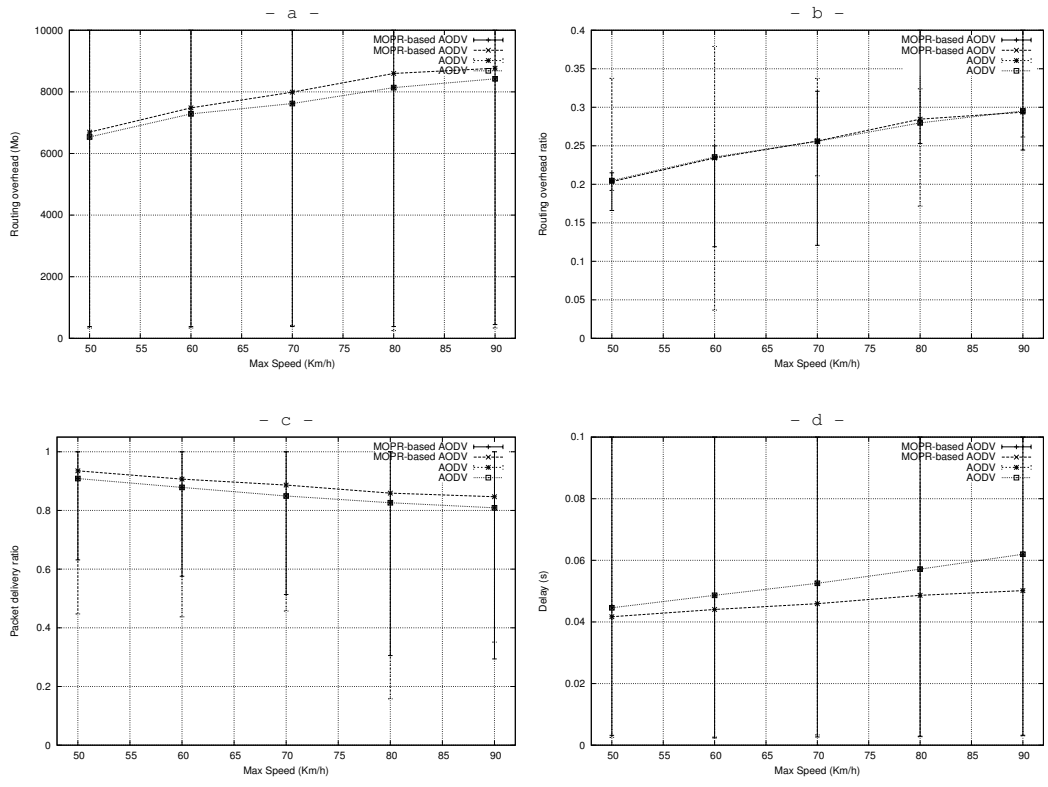 – a –
10000
8000
6000
4000
2000
0
50 55 60 65 70 75 80 85 90
Routing overhead (Mo)
Max Speed (Km/h)
MOPR-based AODV
MOPR-based AODV
AODV
AODV
– b –
0.4
0.35
0.3
0.25
0.2
0.15
0.1
0.05
0
50 55 60 65 70 75 80 85 90
Routing overhead ratio
Max Speed (Km/h)
MOPR-based AODV
MOPR-based AODV
AODV
AODV
– c –
1
0.8
0.6
0.4
0.2
0
50 55 60 65 70 75 80 85 90
Packet delivery ratio
Max Speed (Km/h)
MOPR-based AODV
MOPR-based AODV
AODV
AODV
– d –
0.1
0.08
0.06
0.04
0.02
0
50 55 60 65 70 75 80 85 90
Delay (s)
Max Speed (Km/h)
MOPR-based AODV
MOPR-based AODV
AODV
AODV